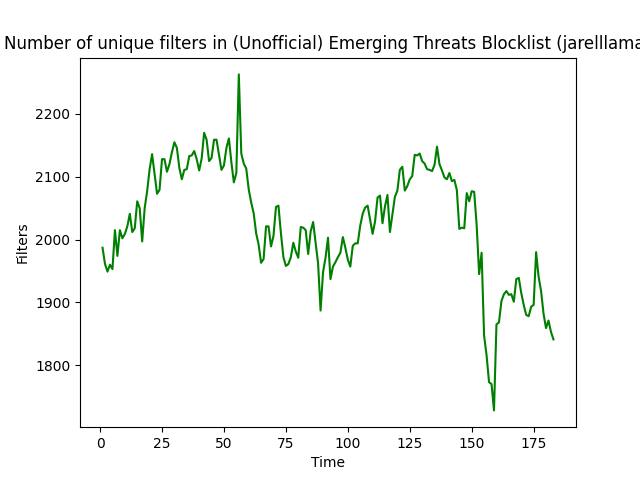 Number of unique filters in (Unofficial) Emerging Threats Blocklist (jarelllama
2200
2100
2000
1900
1800
Filters
0 25 50 75 100 125 150 175
Time